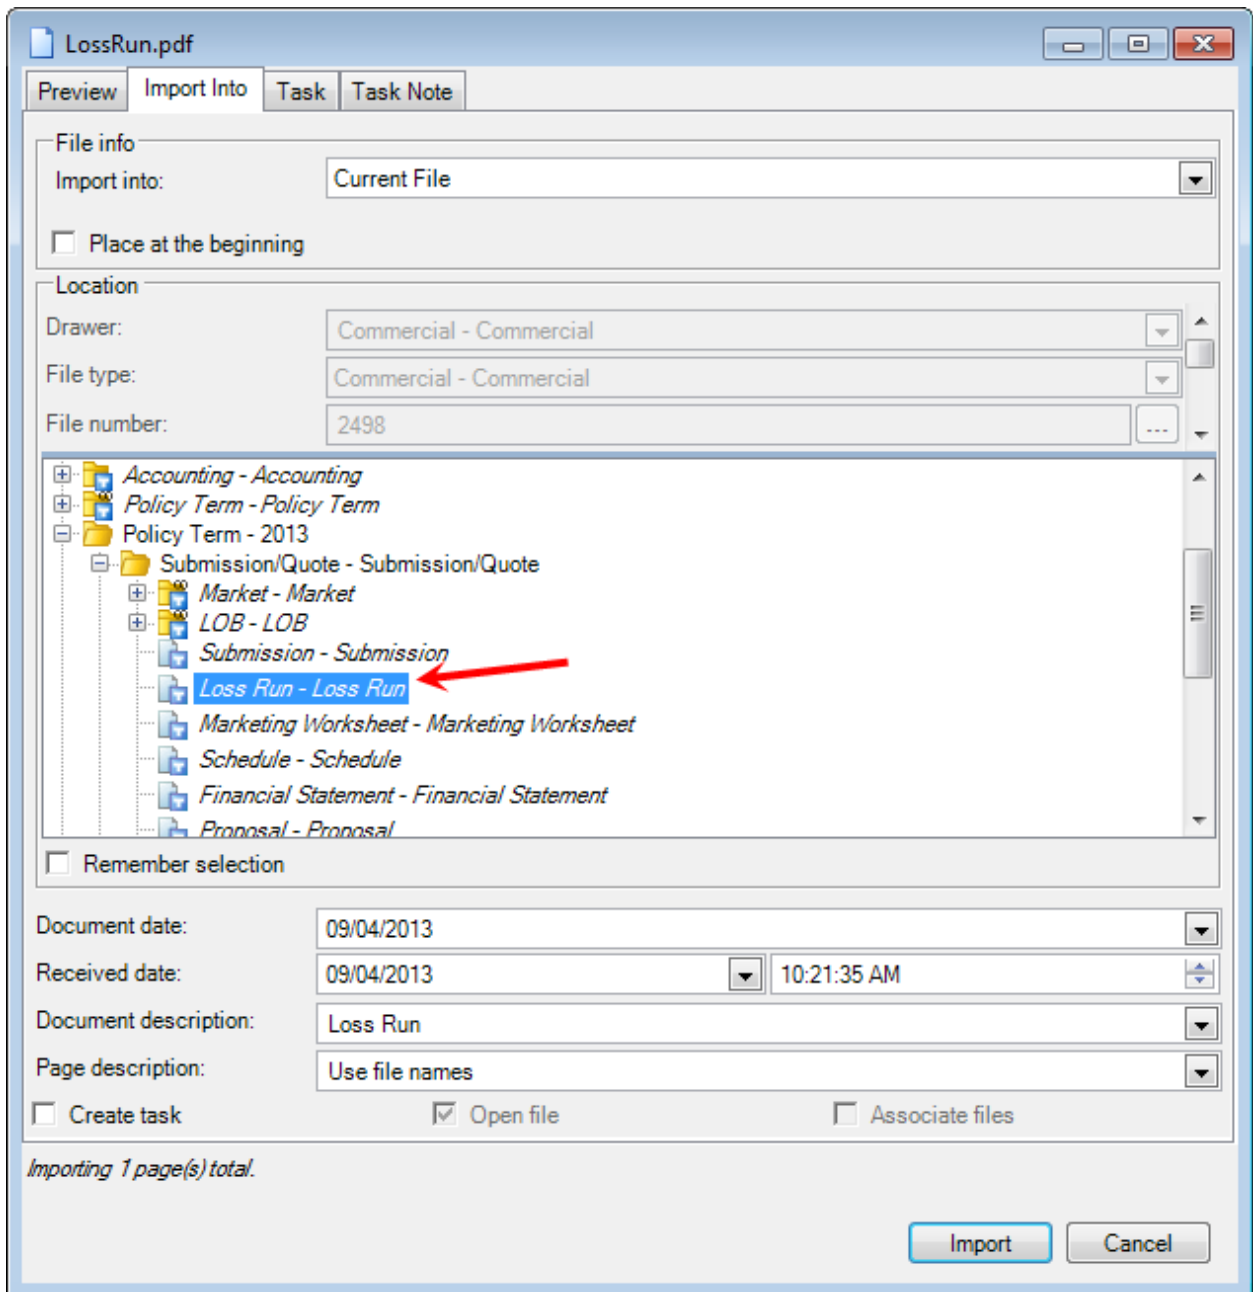 LossRun.pdf
Preview Import Into Task Task Note
File info
Import into: Current File
Place at the beginning
Location
Drawer: Commercial - Commercial
File type: Commercial - Commercial
File number: 2498 ...
Accounting - Accounting
Policy Term - Policy Term
Policy Term - 2013
Submission/Quote - Submission/Quote
Market - Market
LOB - LOB
Submission - Submission
Loss Run - Loss Run
Marketing Worksheet - Marketing Worksheet
Schedule - Schedule
Financial Statement - Financial Statement
Proposal - Proposal
Remember selection
Document date: 09/04/2013
Received date: 09/04/2013 10:21:35 AM
Document description: Loss Run
Page description: Use file names
Create task Open file Associate files
Importing 1 page(s) total.
Import Cancel